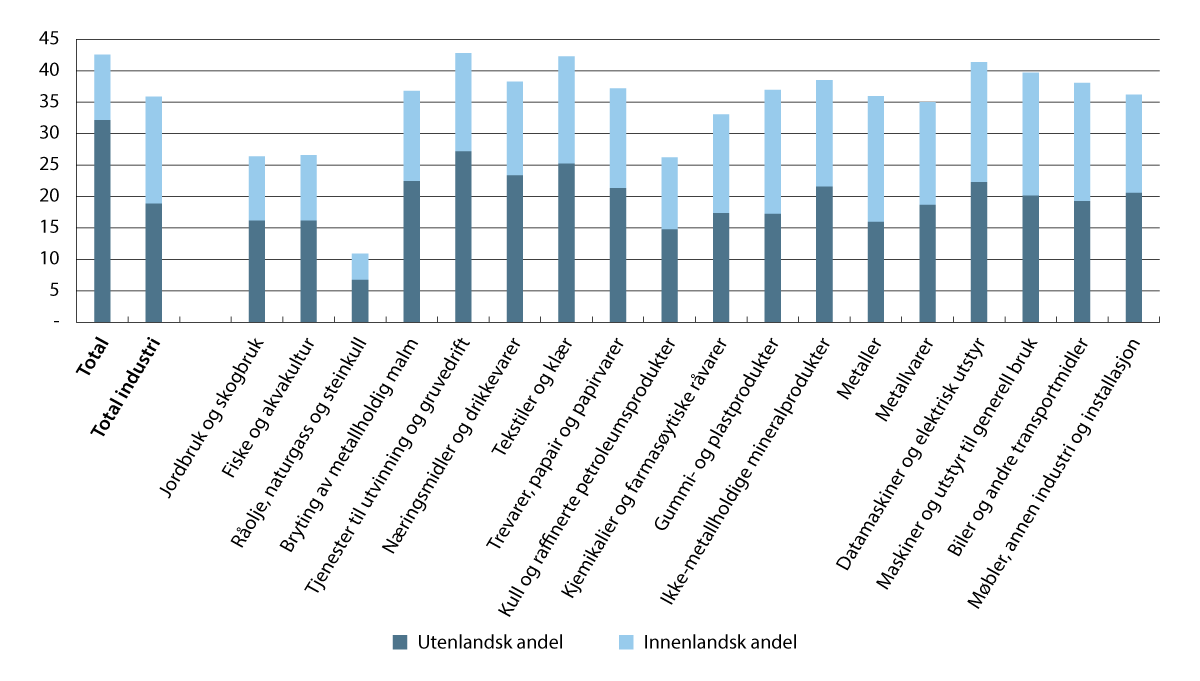 45
40
35
30
25
20
15
10
5
-
Total
Total industri
Jordbruk og skogbruk
Fiske og akvakultur
Råolje, naturgass og steinkull
Bryting av metallholdig malm
Tjenester til utvinning og gruvedrift
Næringsmidler og drikkevarer
Tekstiler og klær
Trevarer, papair og papirvarer
Kull og raffinerte petroleumsprodukter
Kjemikalier og farmasøytiske råvarer
Gummi- og plastprodukter
Ikke-metallholdige mineralprodukter
Metaller
Metallvarer
Datamaskiner og elektrisk utstyr
Maskiner og utstyr til generell bruk
Biler og andre transportmidler
Møbler, annen industri og installasjon
Utenlandsk andel
Innenlandsk andel